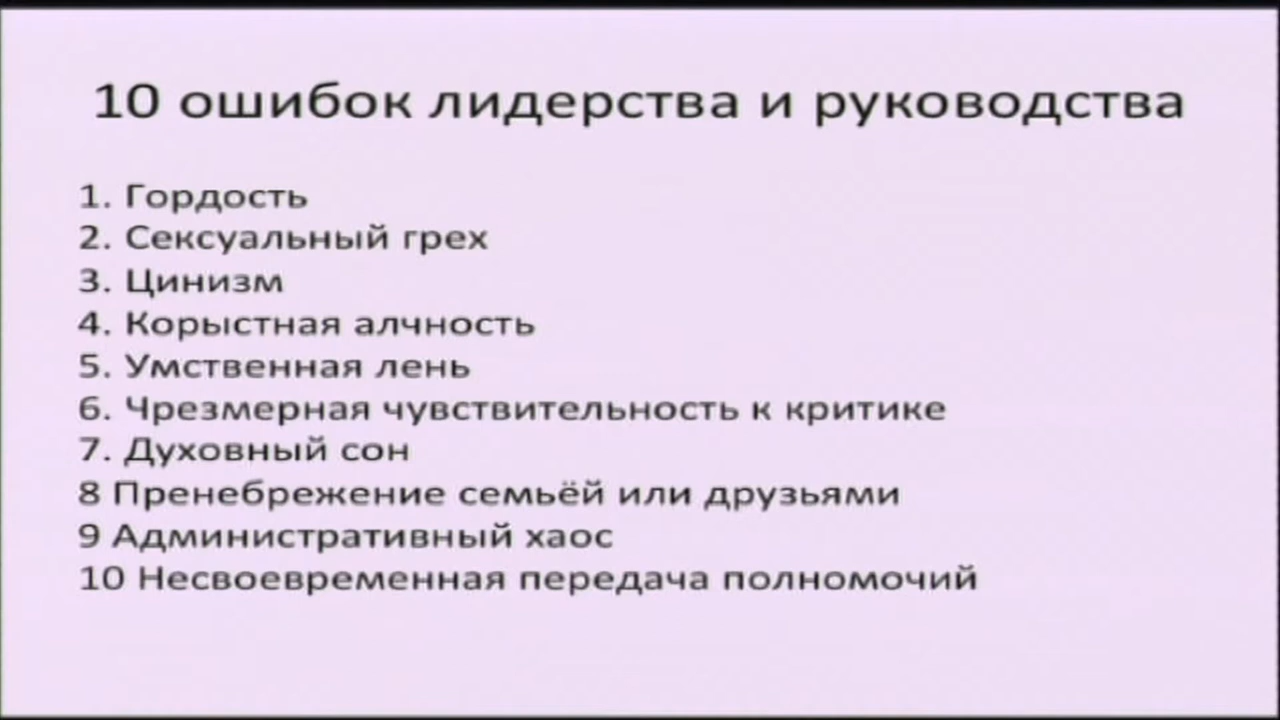 10 ошибок лидерства и руководства
1. Гордость
2. Сексуальный грех
3. Цинизм
4. Корыстная алчность
5. Умственная лень
6. Чрезмерная чувствительность к критике
7. Духовный сон
8 Пренебрежение семьёй или друзьями
9 Административный хаос
10 Несвоевременная передача полномочий